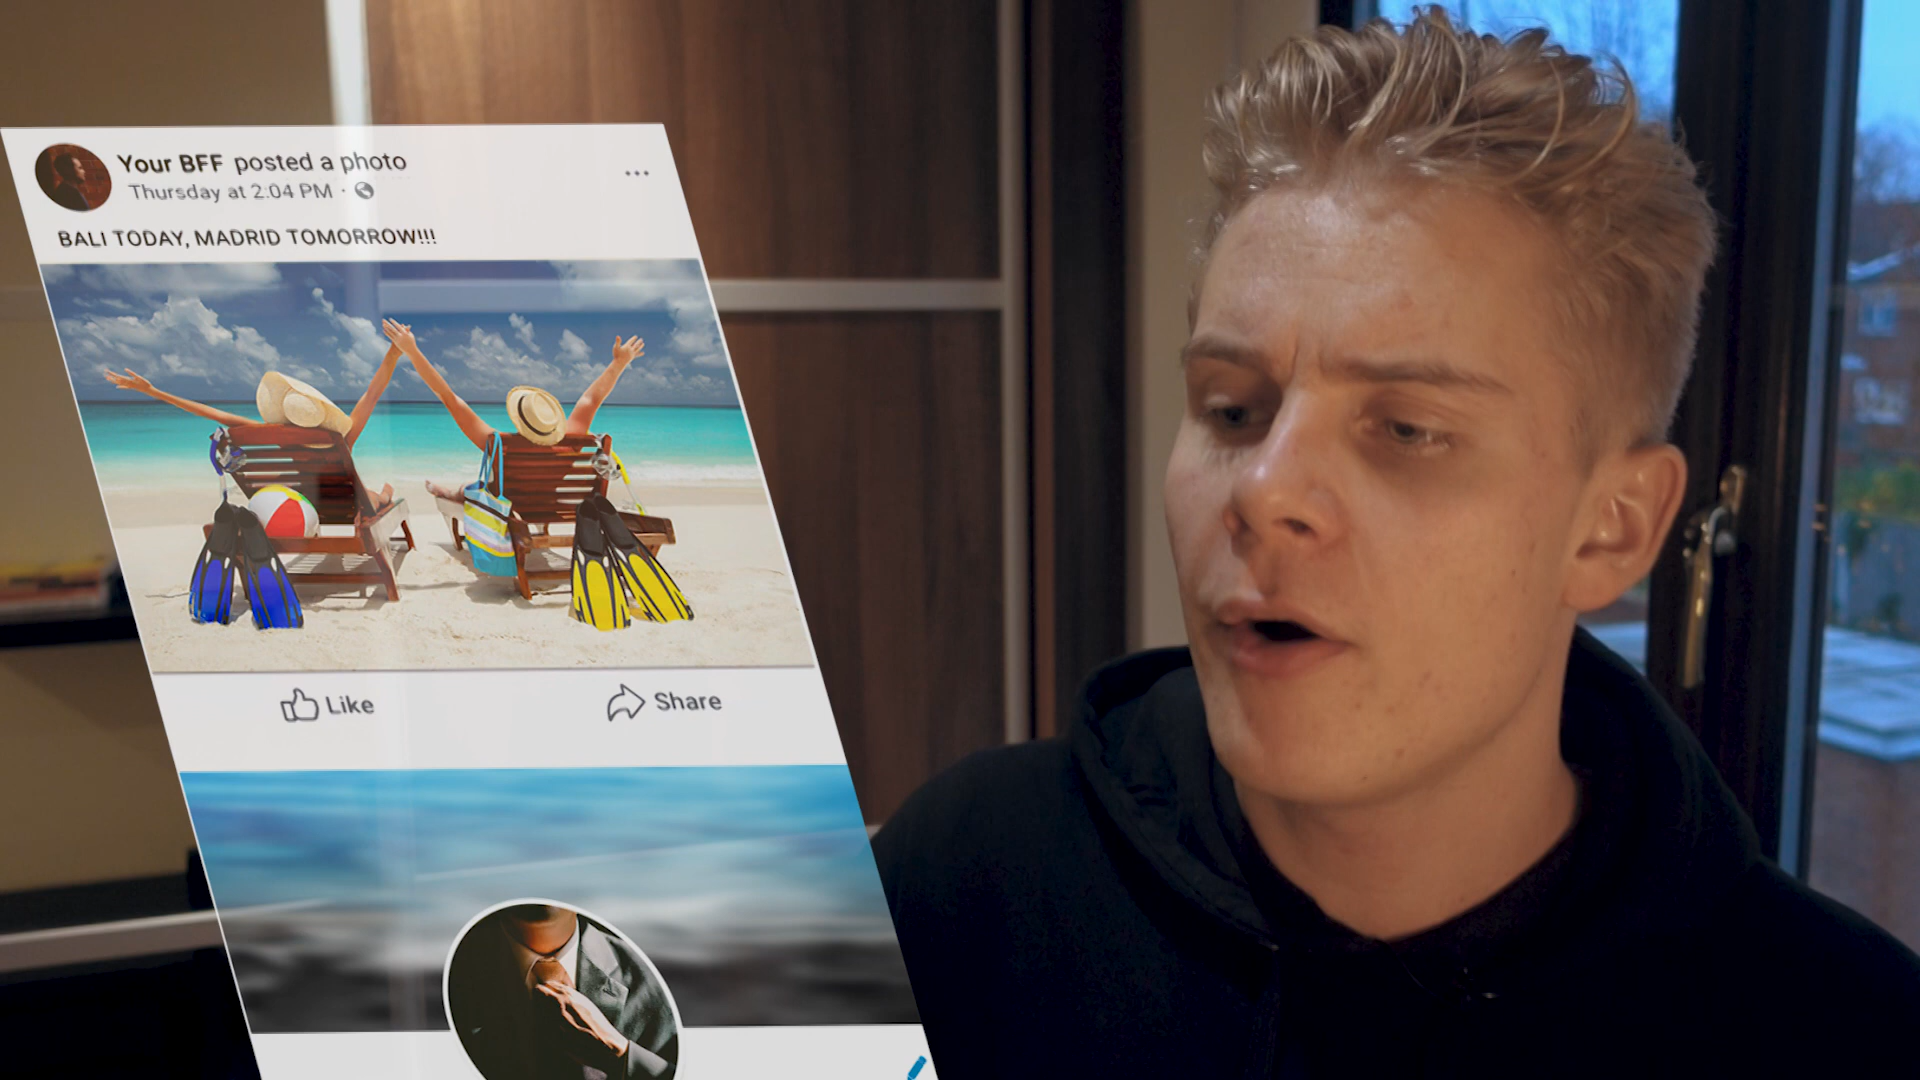 Your BFF posted a photo
Thursday at 2:04 PM ·
BALI TODAY, MADRID TOMORROW!!!
Like
Share